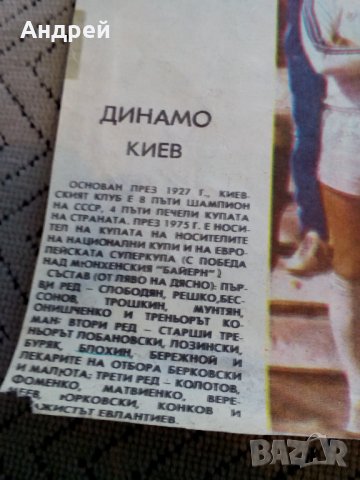 Андрей
ДИНАМО
КИЕВ
ОСНОВАН ПРЕЗ 1927 Г., КИЕВ-
СКИЯТ КЛУБ Е 8 ПЪТИ ШАМПИОН
НА СССР, 4 ПЪТИ ПЕЧЕЛИ КУПАТА
НА СТРАНАТА. ПРЕЗ 1975 Г. Е НОСИ-
ТЕЛ НА КУПАТА НА НОСИТЕЛИТЕ
НА НАЦИОНАЛНИ КУПИ И НА ЕВРО-
ПЕЙСКАТА СУПЕРКУПА (С ПОБЕДА
НАД МЮНХЕНСКИЯ "БАЙЕРН").
СЪСТАВ (ОТ ЛЯВО НА ДЯСНО): ПЪР-
ВИ РЕД – СЛОБОДЯН, РЕШКО, БЕС-
СОНОВ, ТРОШКИН, МУНТЯН,
ОНИЩЕНКО И ТРЕНЬОРЪТ КО-
МАН; ВТОРИ РЕД – СТАРШИ ТРЕ-
НЬОРЪТ ЛОБАНОВСКИ, ЛОЗИНСКИ,
БУРЯК, БЛОХИН, БЕРЕЖНОЙ И
ЛЕКАРИТЕ НА ОТБОРА БЕРКОВСКИ
И МАЛЮТА; ТРЕТИ РЕД – КОЛОТОВ,
ФОМЕНКО, МАТВИЕНКО, ВЕРЕ-
ЕЕВ, ЮРКОВСКИ, КОНКОВ И
АЖИСТЪТ ЕВЛАНТИЕВ.
BAZAR